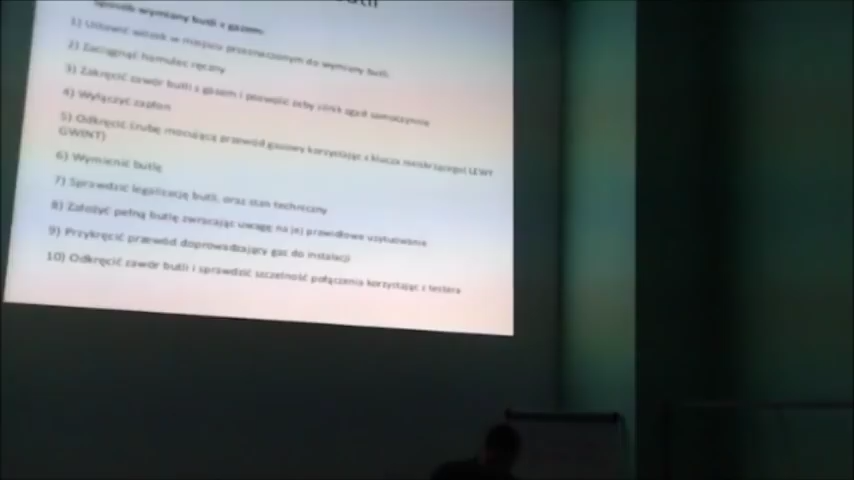 Sposób wymiany butli z gazem:
1) Ustawić wózek w miejscu przeznaczonym do wymiany butli
2) Zaciągnąć hamulec ręczny
3) Zakręcić zawór butli z gazem i pozwolić żeby silnik zgasł samoczynnie
4) Wyłączyć zapłon
5) Odkręcić śrubę mocującą przewód gazowy korzystając z klucza nieiskrzącego( LEWY
GWINT)
6) Wymienić butlę
7) Sprawdzić legalizację butli, oraz stan techniczny
8) Założyć pełną butlę zwracając uwagę na jej prawidłowe usytuowanie
9) Przykręcić przewód doprowadzający gaz do instalacji
10) Odkręcić zawór butli i sprawdzić szczelność połączenia korzystając z testera